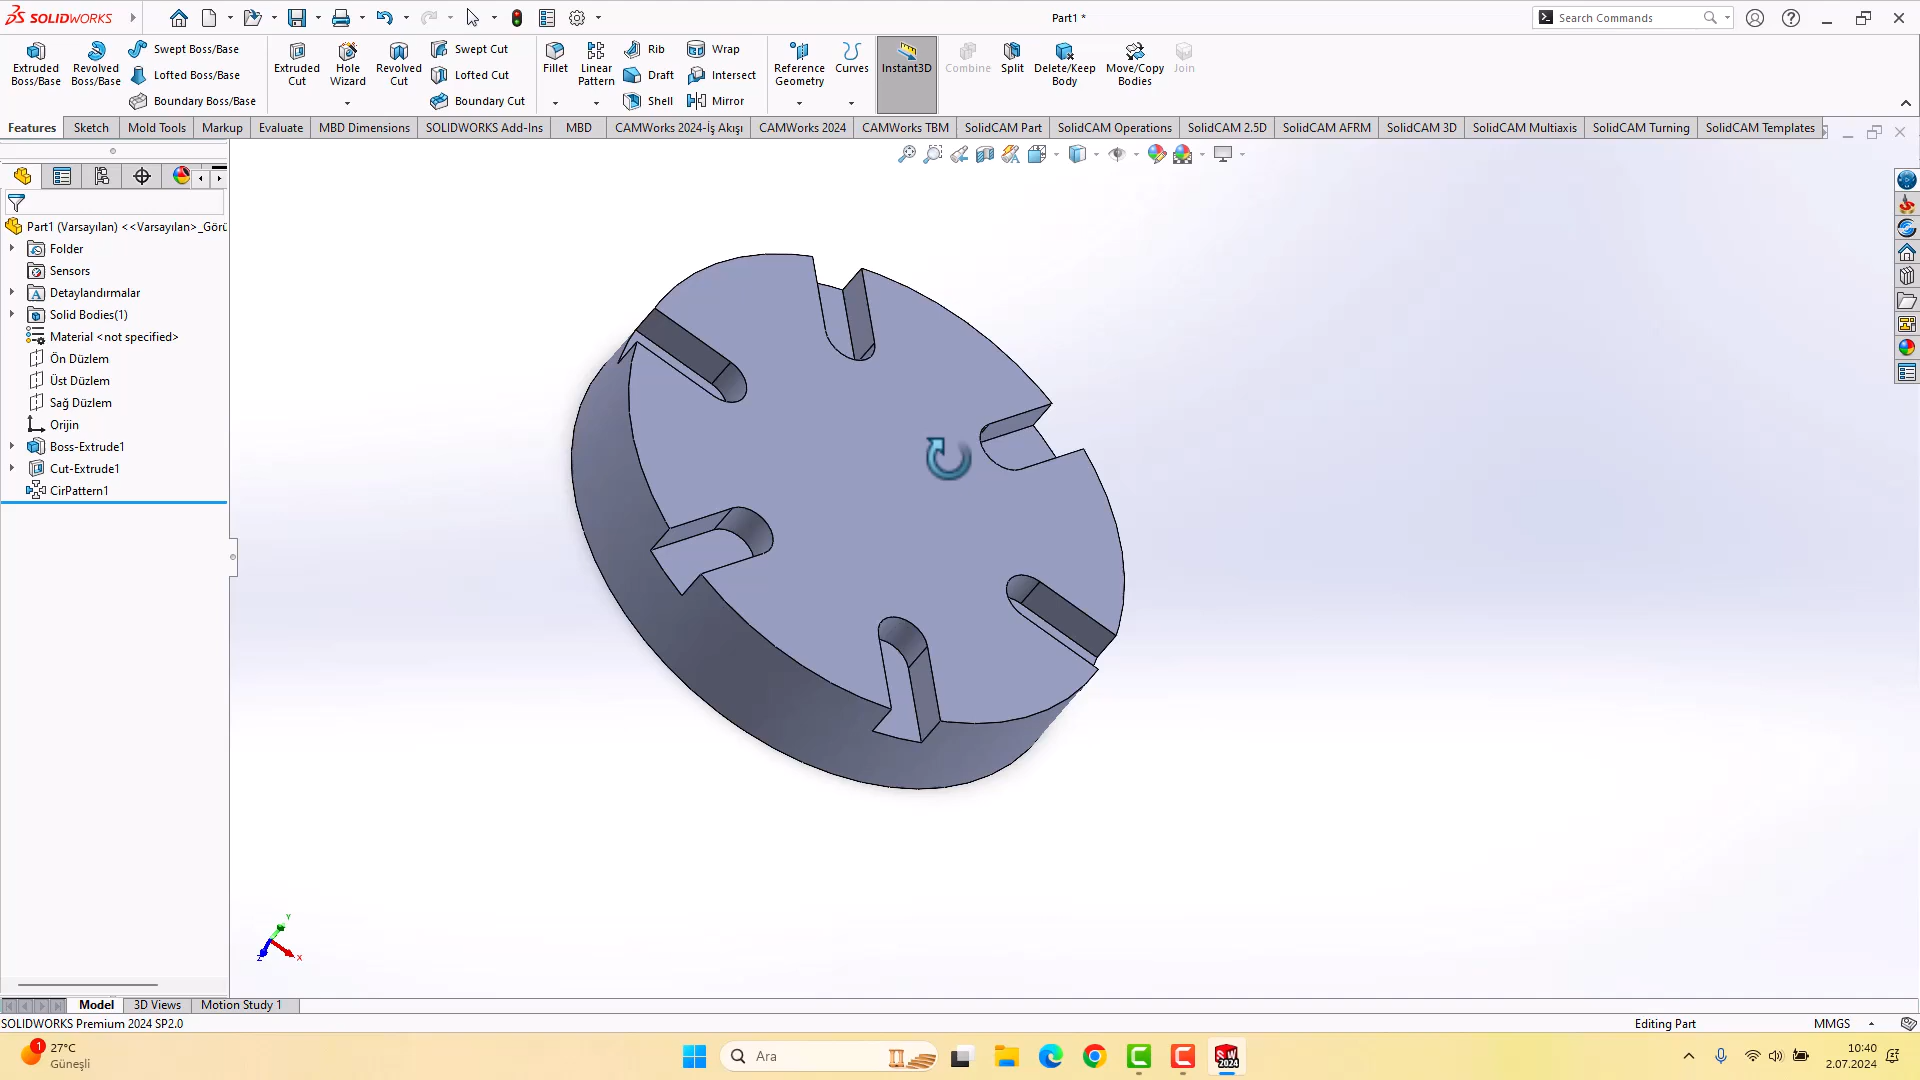 SOLIDWORKS
Part1 *
Search Commands
Extruded Boss/Base
Revolved Boss/Base
Swept Boss/Base
Lofted Boss/Base
Boundary Boss/Base
Extruded Cut
Hole Wizard
Revolved Cut
Swept Cut
Lofted Cut
Boundary Cut
Fillet
Linear Pattern
Rib
Draft
Shell
Wrap
Intersect
Mirror
Reference Geometry
Curves
Instant3D
Combine
Split
Delete/Keep Body
Move/Copy Bodies
Join
Features
Sketch
Mold Tools
Markup
Evaluate
MBD Dimensions
SOLIDWORKS Add-Ins
MBD
CAMWorks 2024-İş Akışı
CAMWorks 2024
CAMWorks TBM
SolidCAM Part
SolidCAM Operations
SolidCAM 2.5D
SolidCAM AFRM
SolidCAM 3D
SolidCAM Multiaxis
SolidCAM Turning
SolidCAM Templates
Part1 (Varsayılan) <<Varsayılan>_Görü
Folder
Sensors
Detaylandırmalar
Solid Bodies(1)
Material <not specified>
Ön Düzlem
Üst Düzlem
Sağ Düzlem
Orijin
Boss-Extrude1
Cut-Extrude1
CirPattern1
Y
X
Z
Model
3D Views
Motion Study 1
SOLIDWORKS Premium 2024 SP2.0
Editing Part
MMGS
1
27°C
Güneşli
Ara
SW
2024
10:40
2.07.2024